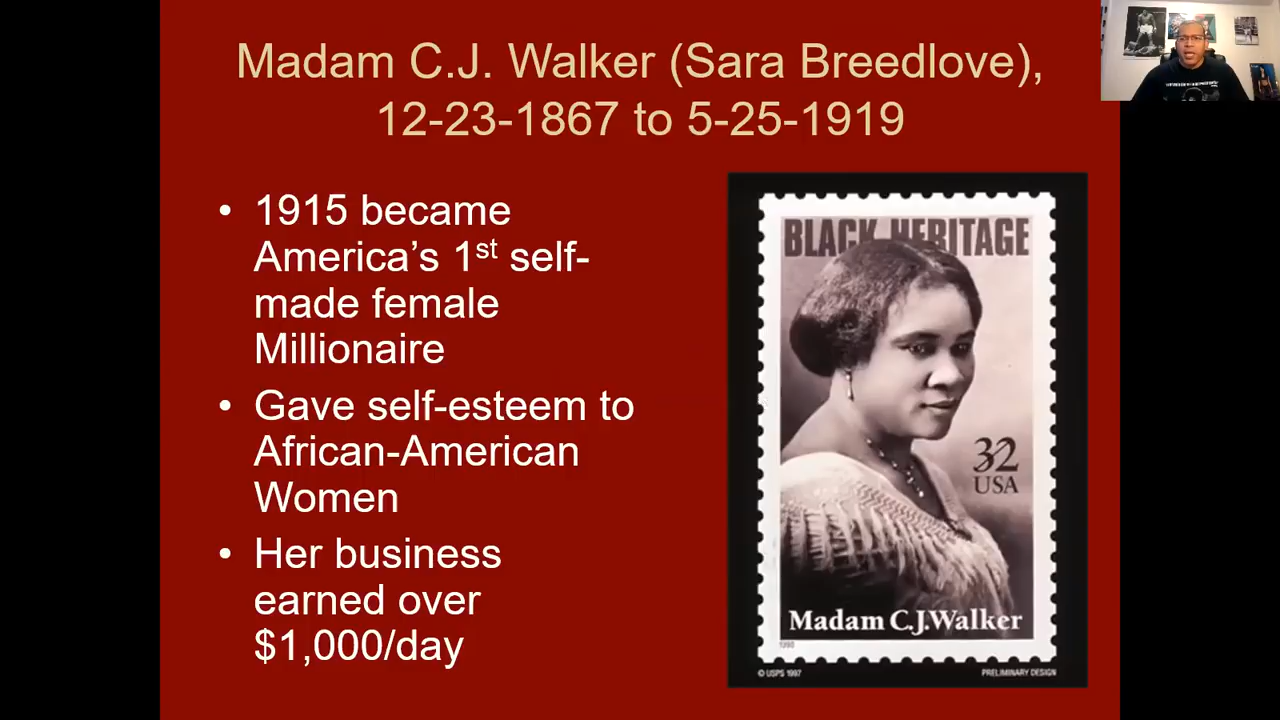 Madam C.J. Walker (Sara Breedlove),
12-23-1867 to 5-25-1919
• 1915 became
America's 1st self-
made female
Millionaire
• Gave self-esteem to
African-American
Women
• Her business
earned over
$1,000/day
BLACK HERITAGE
32
USA
Madam C.J. Walker
© USPS 1997
PRELIMINARY DESIGN